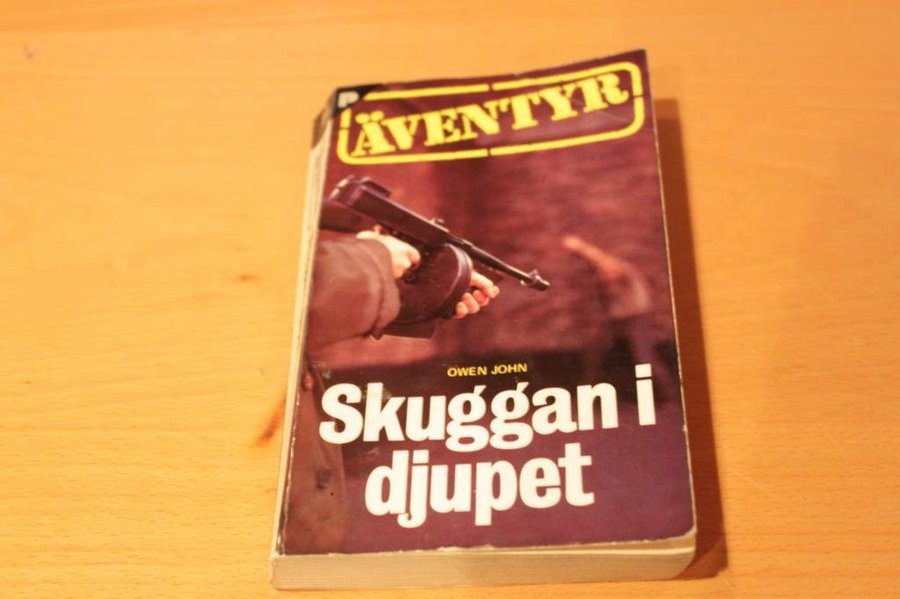 P
ÄVENTYR
OWEN JOHN
Skuggan i
djupet